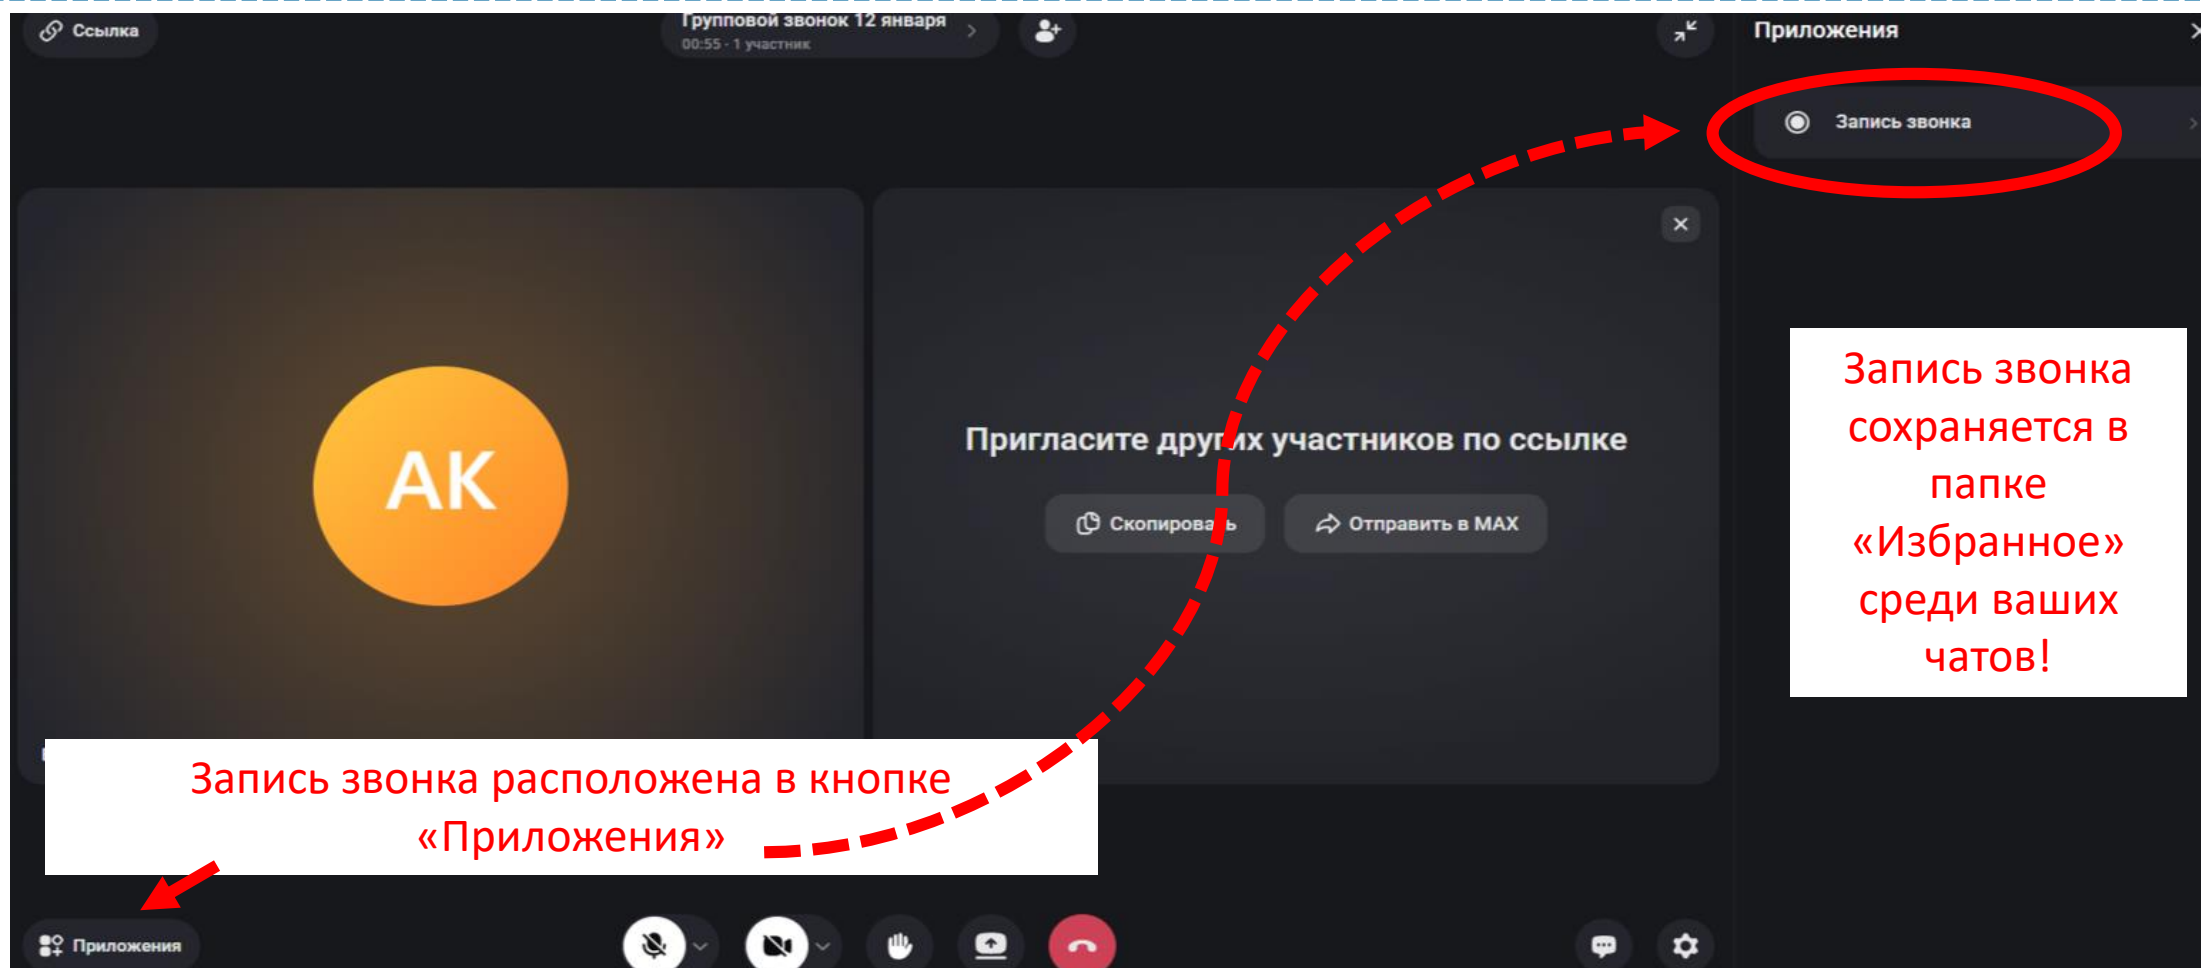 Ссылка
Групповой звонок 12 января
00:55 - 1 участник
Приложения
Запись звонка
АК
Пригласите других участников по ссылке
Скопировать
Отправить в MAX
Запись звонка
сохраняется в
папке
«Избранное»
среди ваших
чатов!
Запись звонка расположена в кнопке
«Приложения»
Приложения